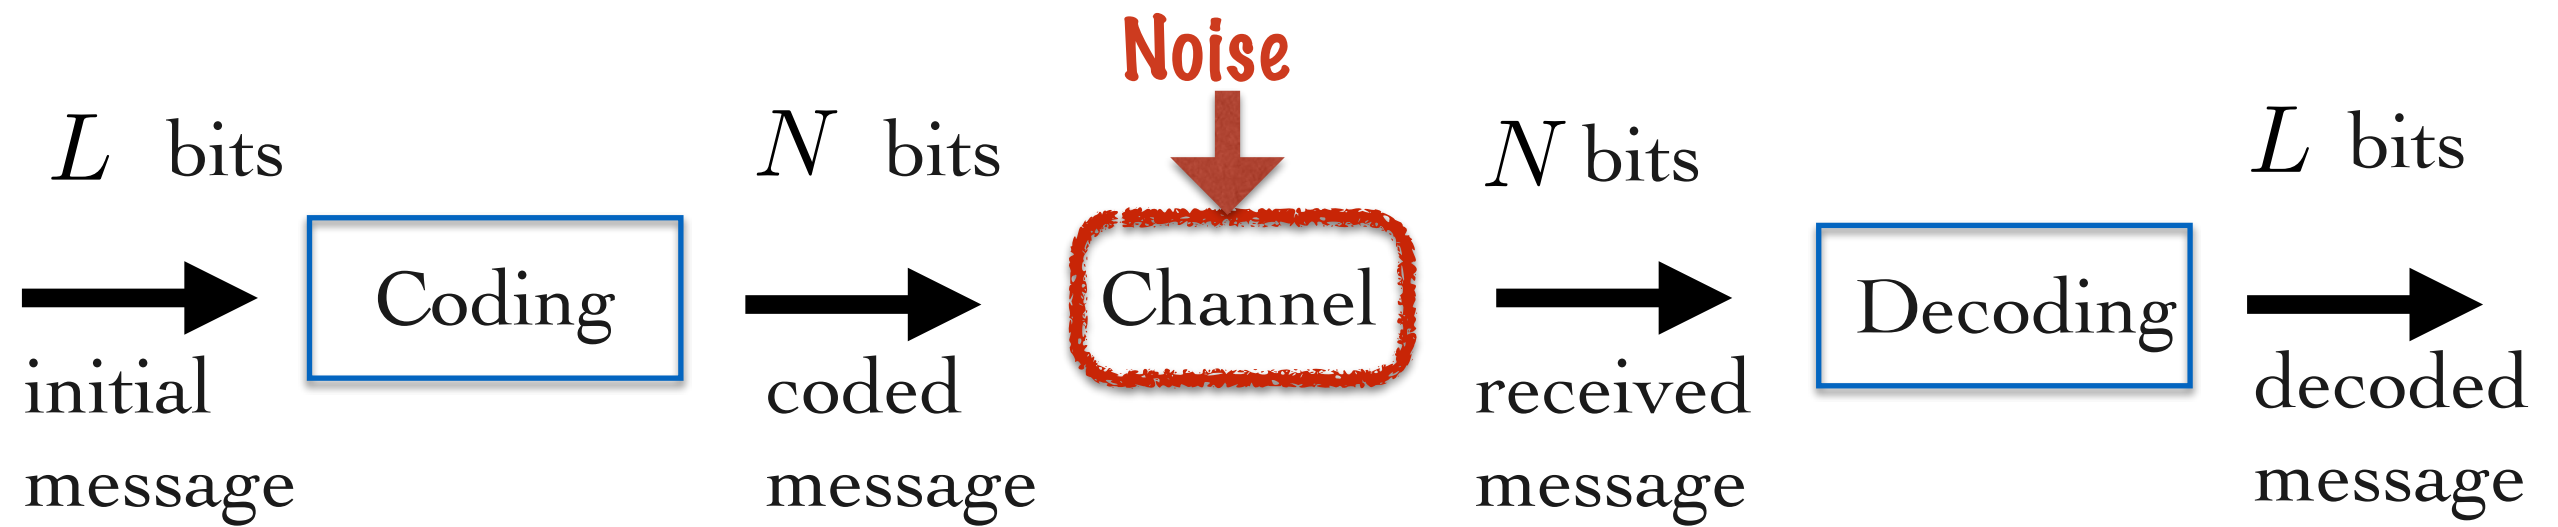 Noise
L bits
N bits
N bits
L bits
Coding
Channel
Decoding
initial
message
coded
message
received
message
decoded
message